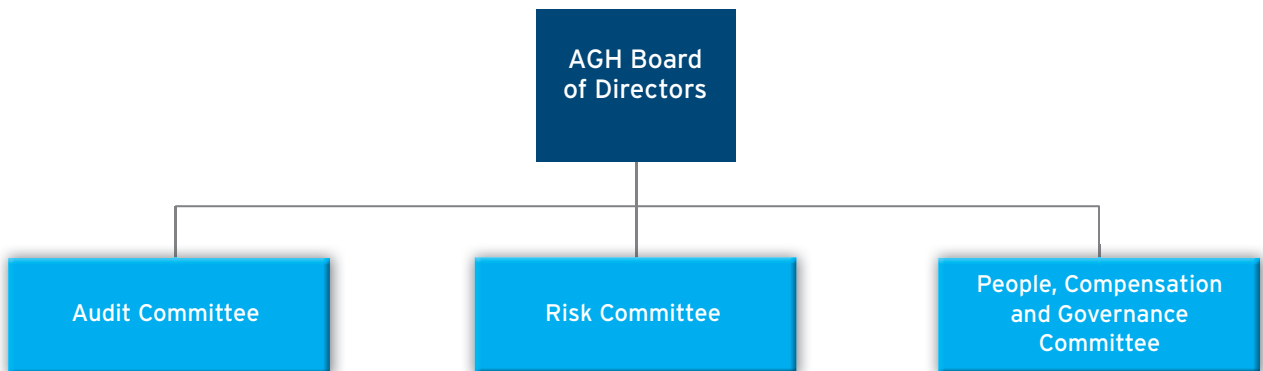 AGH Board
of Directors
Audit Committee
Risk Committee
People, Compensation
and Governance
Committee